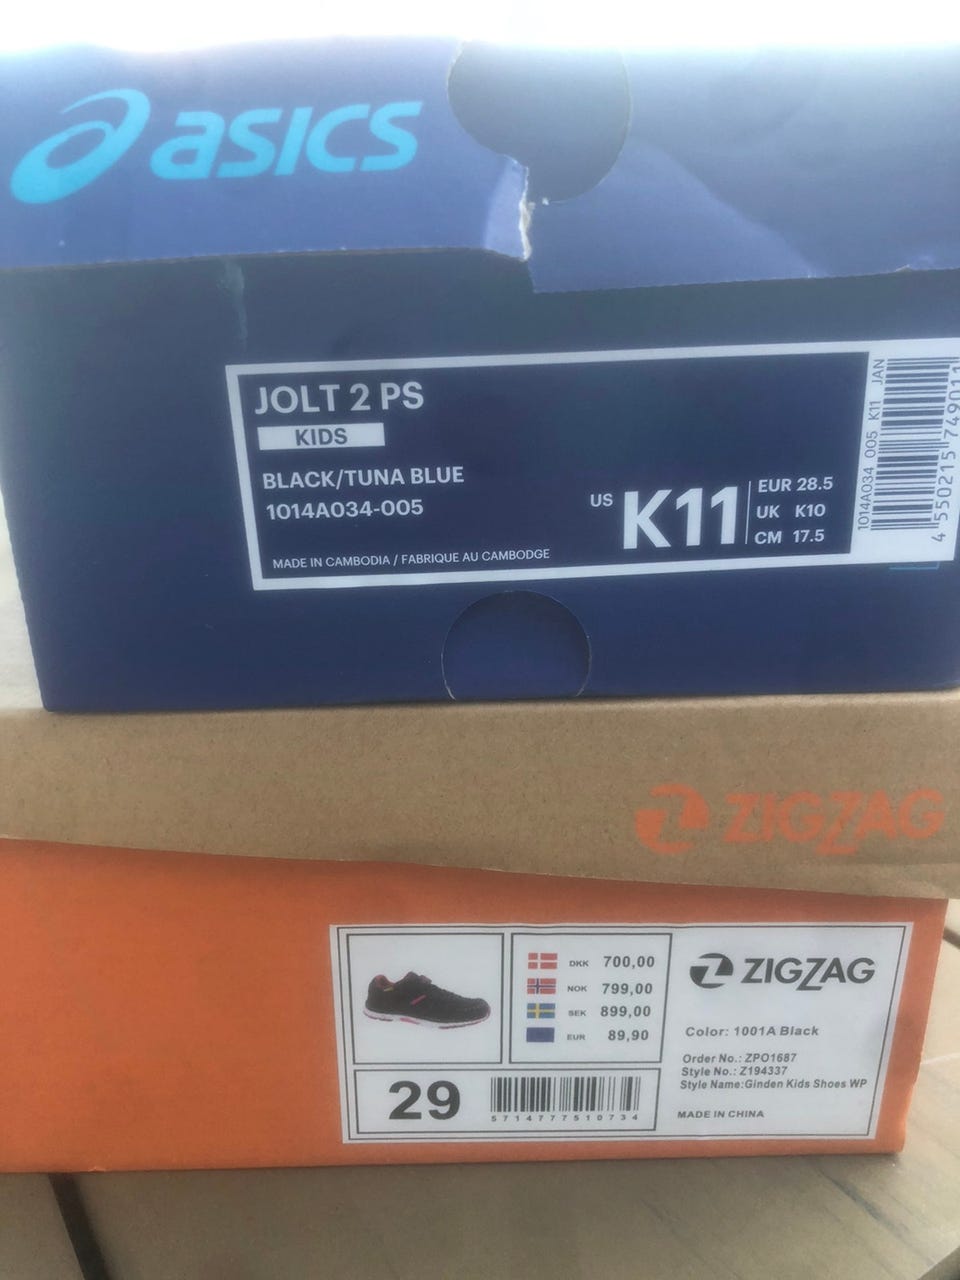 asics
JOLT 2 PS
KIDS
BLACK/TUNA BLUE
1014A034-005
MADE IN CAMBODIA / FABRIQUE AU CAMBODGE
US K11
EUR 28.5
UK K10
CM 17.5
1014A034 005 K11 JAN
4 550215 749011
ZIGZAG
DKK 700,00
NOK 799,00
SEK 899,00
EUR 89,90
29
5714777510734
ZIGZAG
Color: 1001A Black
Order No.: ZPO1687
Style No.: Z194337
Style Name:Ginden Kids Shoes WP
MADE IN CHINA